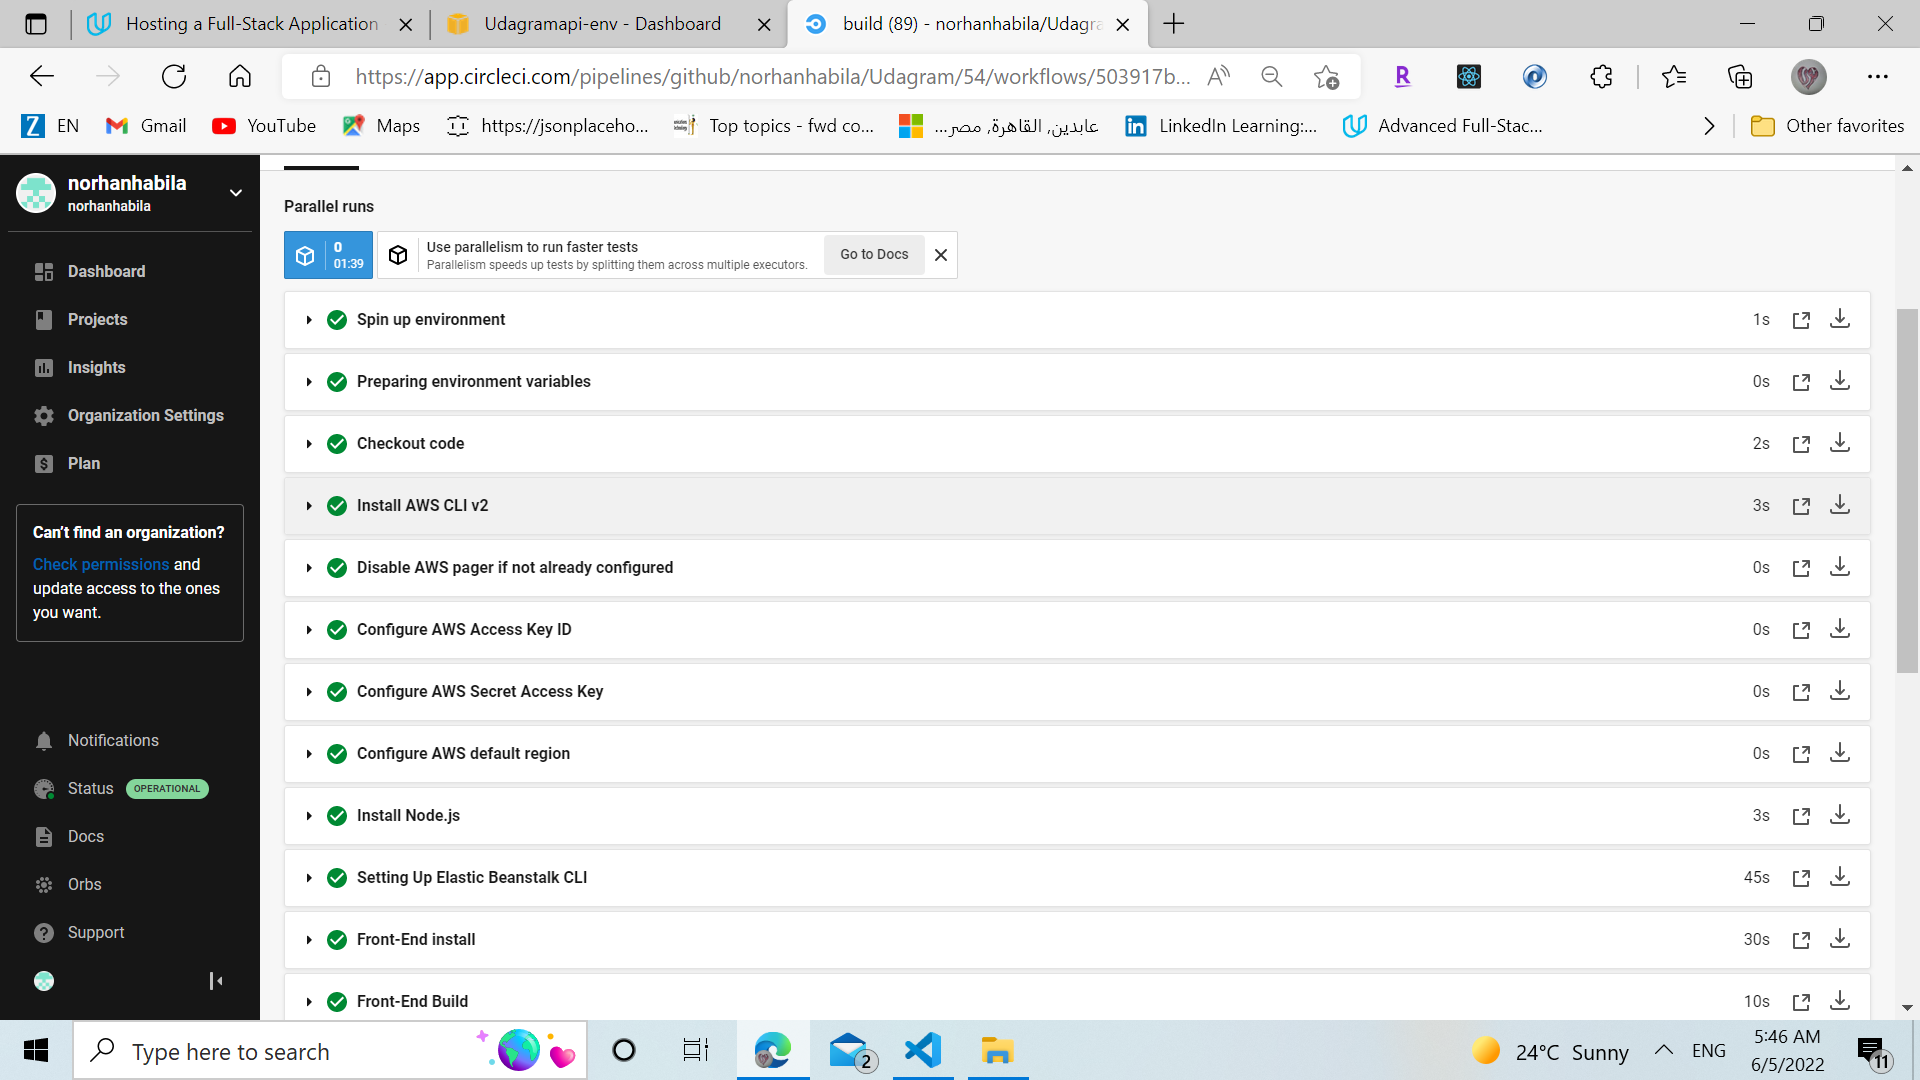 Hosting a Full-Stack Application
Udagramapi-env - Dashboard
build (89) - norhanhabila/Udagra
https://app.circleci.com/pipelines/github/norhanhabila/Udagram/54/workflows/503917b...
EN
Gmail
YouTube
Maps
https://jsonplaceho...
Top topics - fwd co...
عابدين, القاهرة, مصر...
LinkedIn Learning:...
Advanced Full-Stac...
Other favorites
norhanhabila
norhanhabila
Dashboard
Projects
Insights
Organization Settings
Plan
Can't find an organization?
Check permissions and
update access to the ones
you want.
Notifications
Status OPERATIONAL
Docs
Orbs
Support
Parallel runs
0
01:39
Use parallelism to run faster tests
Parallelism speeds up tests by splitting them across multiple executors.
Go to Docs
Spin up environment 1s
Preparing environment variables 0s
Checkout code 2s
Install AWS CLI v2 3s
Disable AWS pager if not already configured 0s
Configure AWS Access Key ID 0s
Configure AWS Secret Access Key 0s
Configure AWS default region 0s
Install Node.js 3s
Setting Up Elastic Beanstalk CLI 45s
Front-End install 30s
Front-End Build 10s
Type here to search
2
24°C Sunny
ENG
5:46 AM
6/5/2022
11